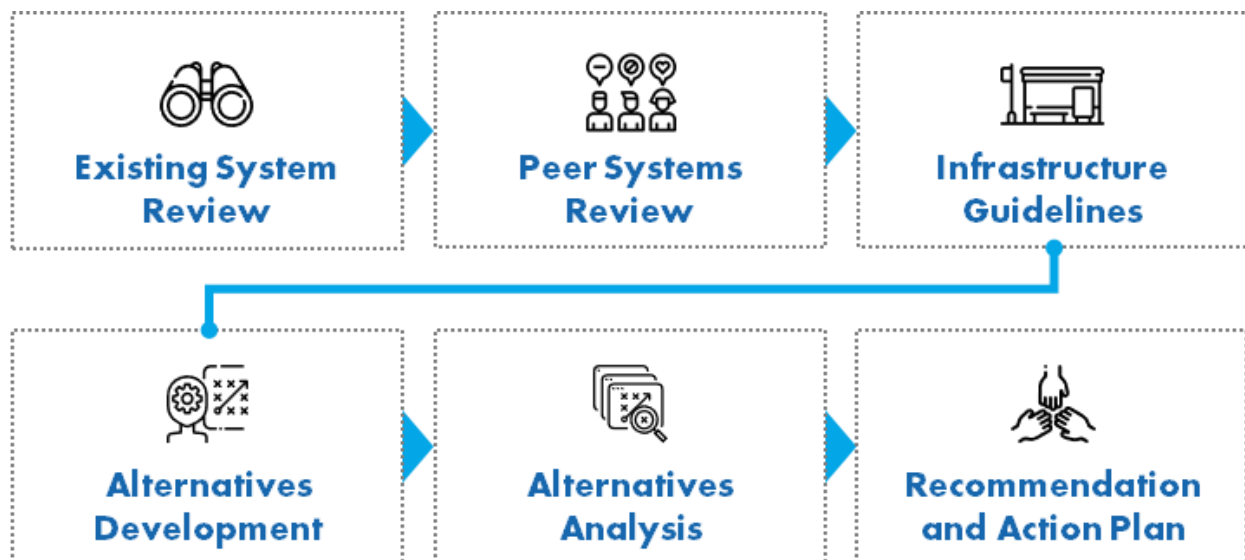 Existing System
Review
Peer Systems
Review
Infrastructure
Guidelines
Alternatives
Development
Alternatives
Analysis
Recommendation
and Action Plan